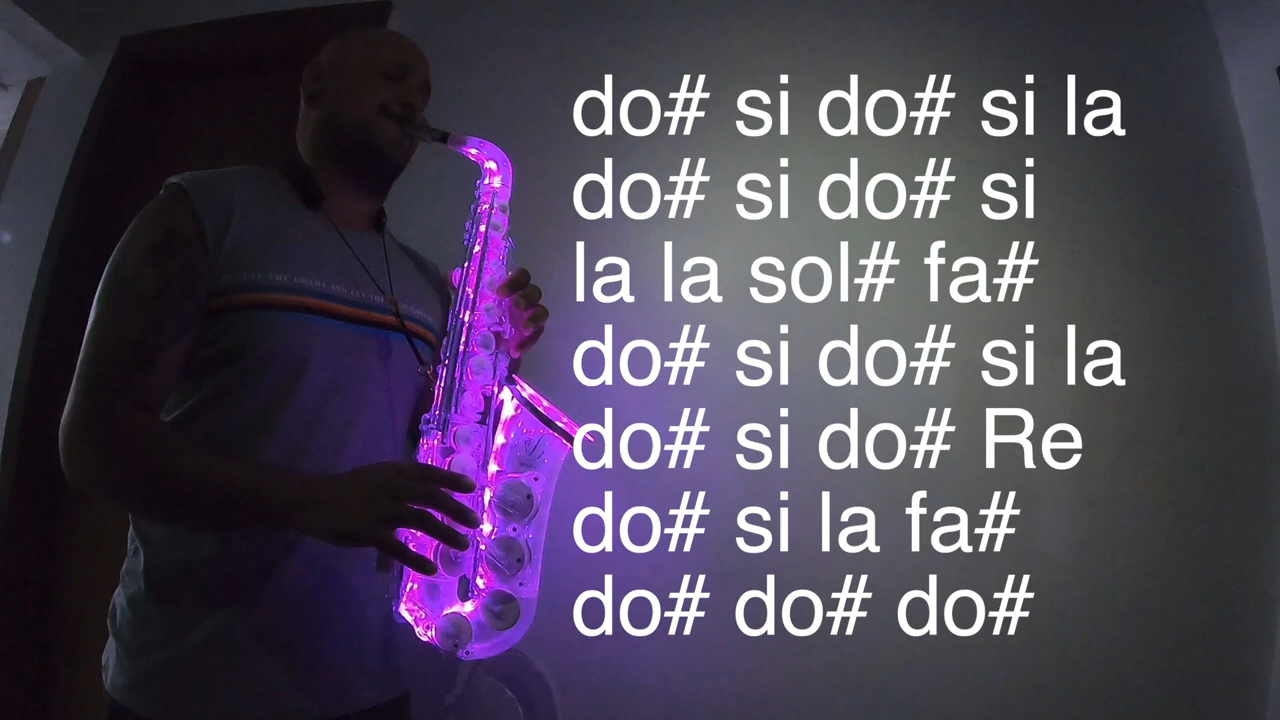 do# si do# si la
do# si do# si
la la sol# fa#
do# si do# si la
do# si do# Re
do# si la fa#
do# do# do#